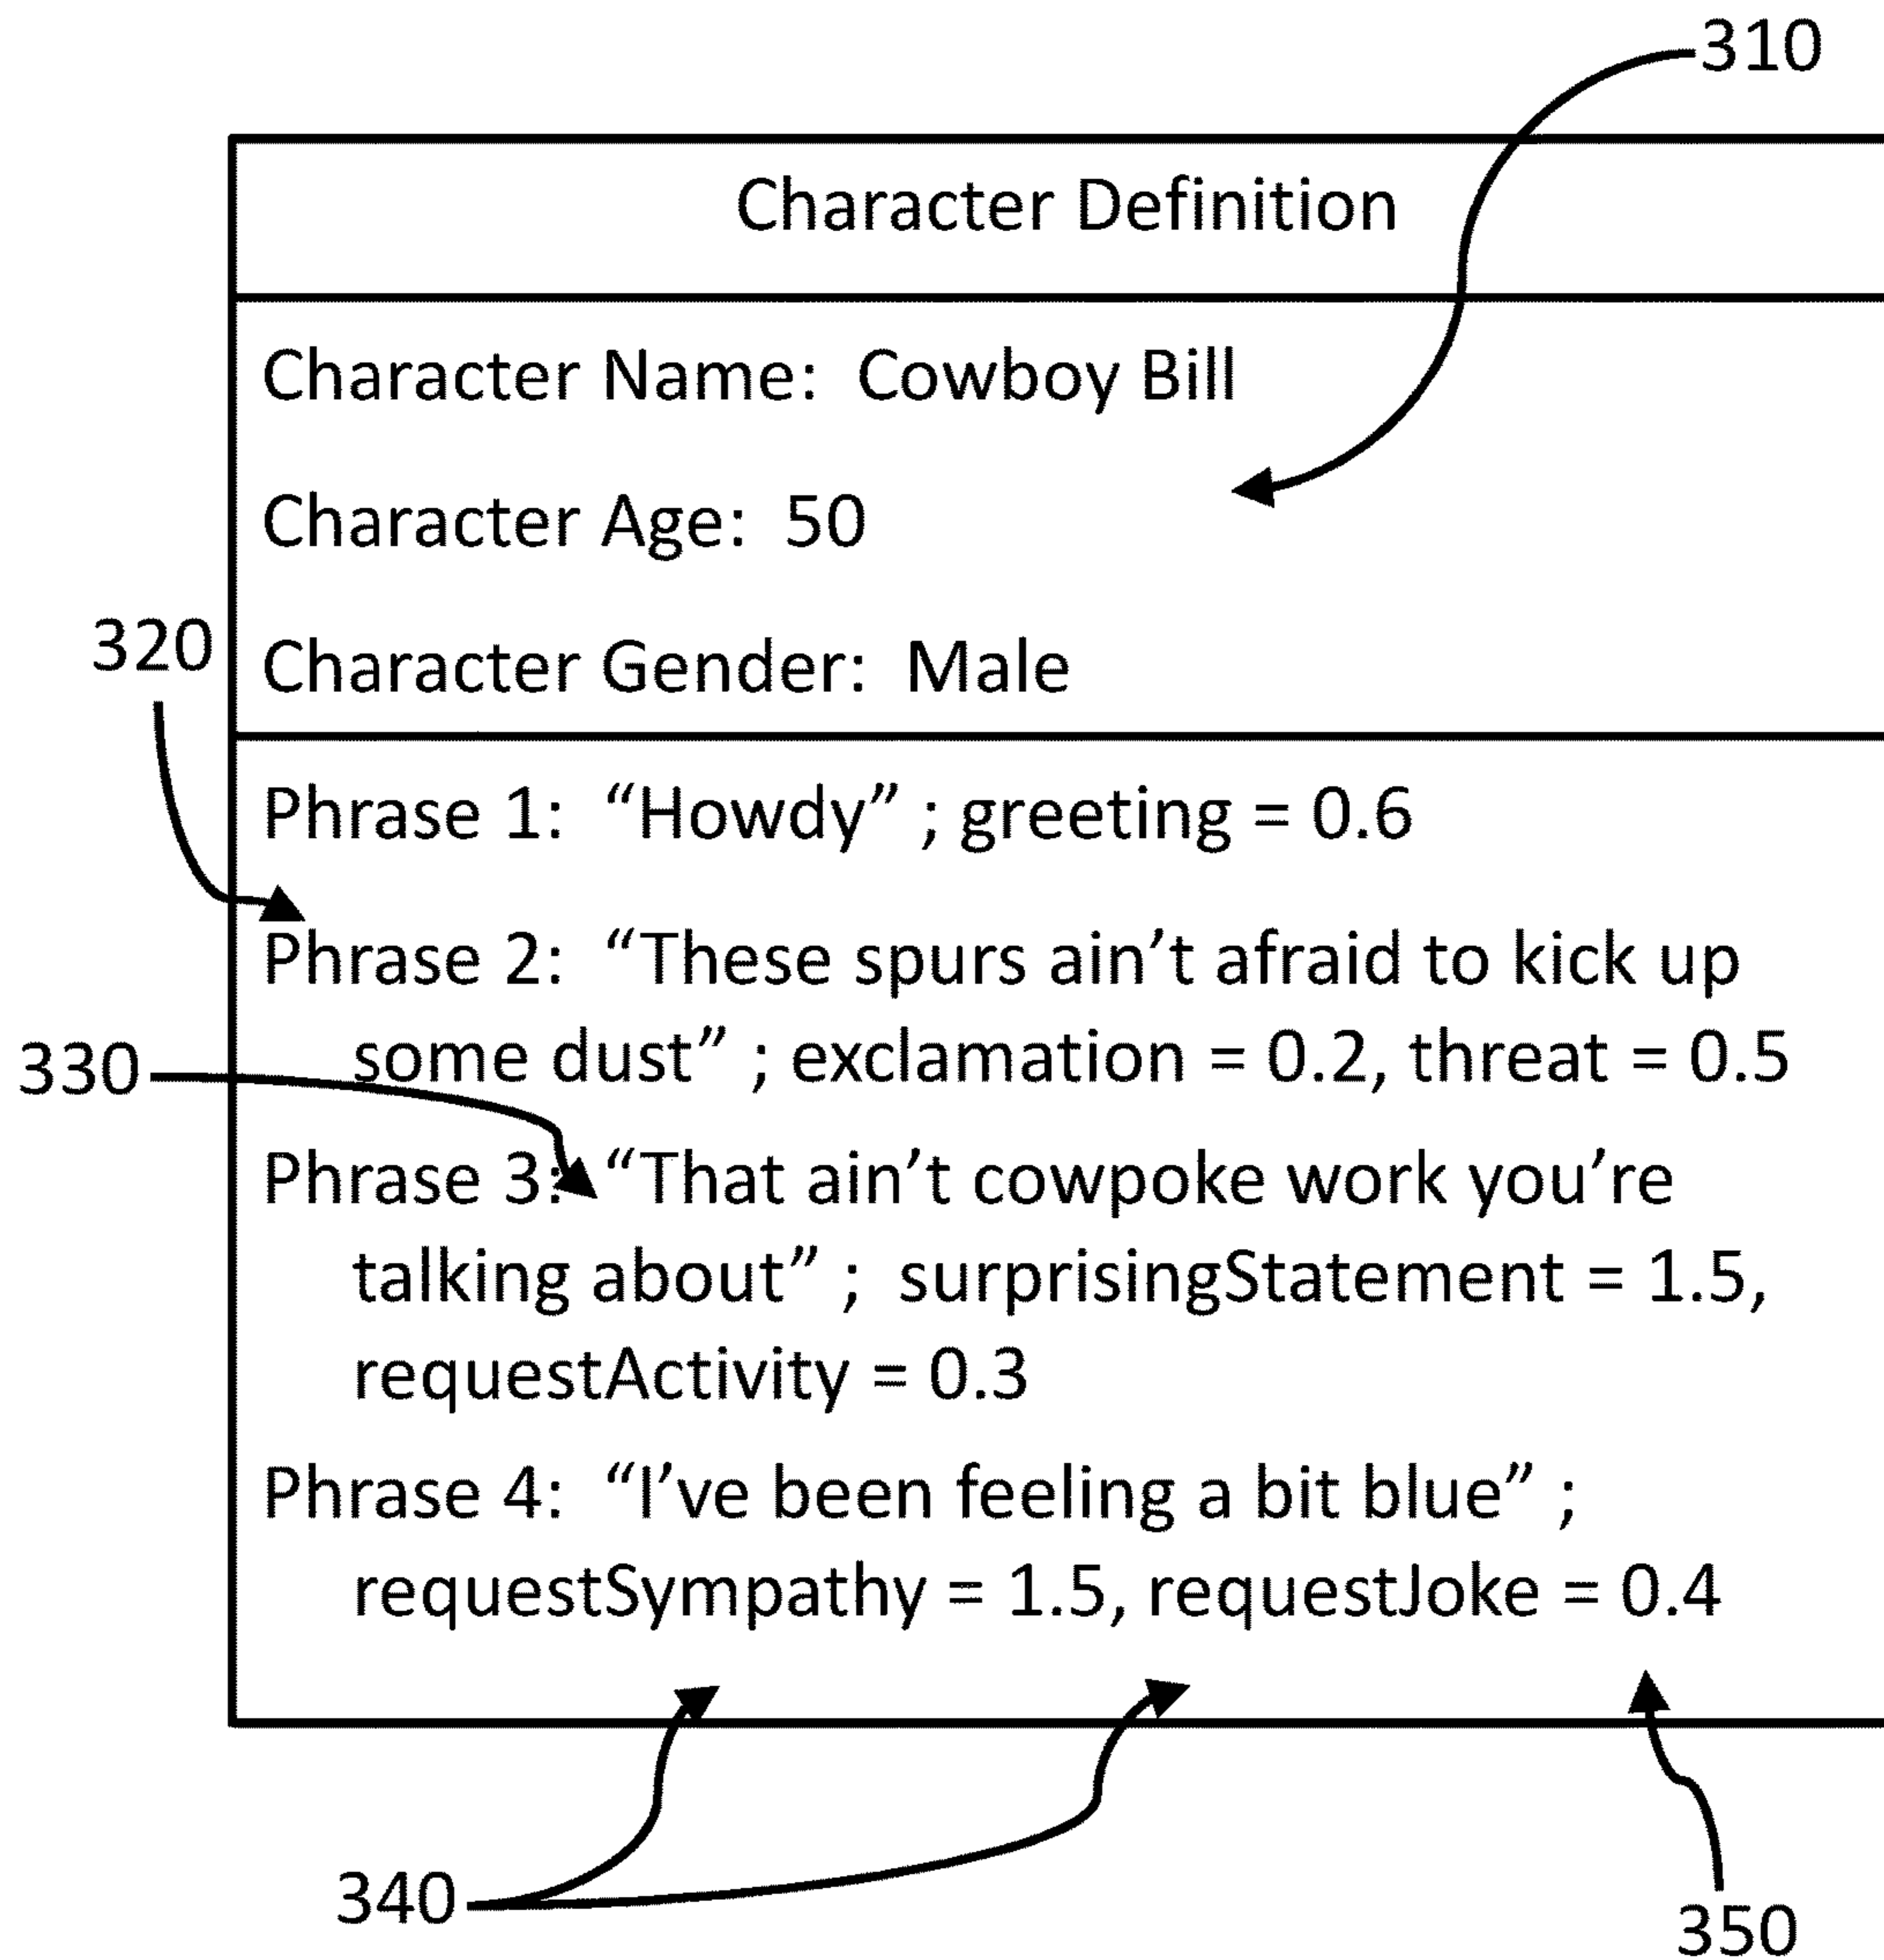 310
Character Definition
Character Name: Cowboy Bill
Character Age: 50
320
Character Gender: Male
Phrase 1: “Howdy” ; greeting = 0.6
Phrase 2: “These spurs ain’t afraid to kick up
some dust” ; exclamation = 0.2, threat = 0.5
330
Phrase 3: “That ain’t cowpoke work you’re
talking about” ; surprisingStatement = 1.5,
requestActivity = 0.3
Phrase 4: “I’ve been feeling a bit blue” ;
requestSympathy = 1.5, requestJoke = 0.4
340
350